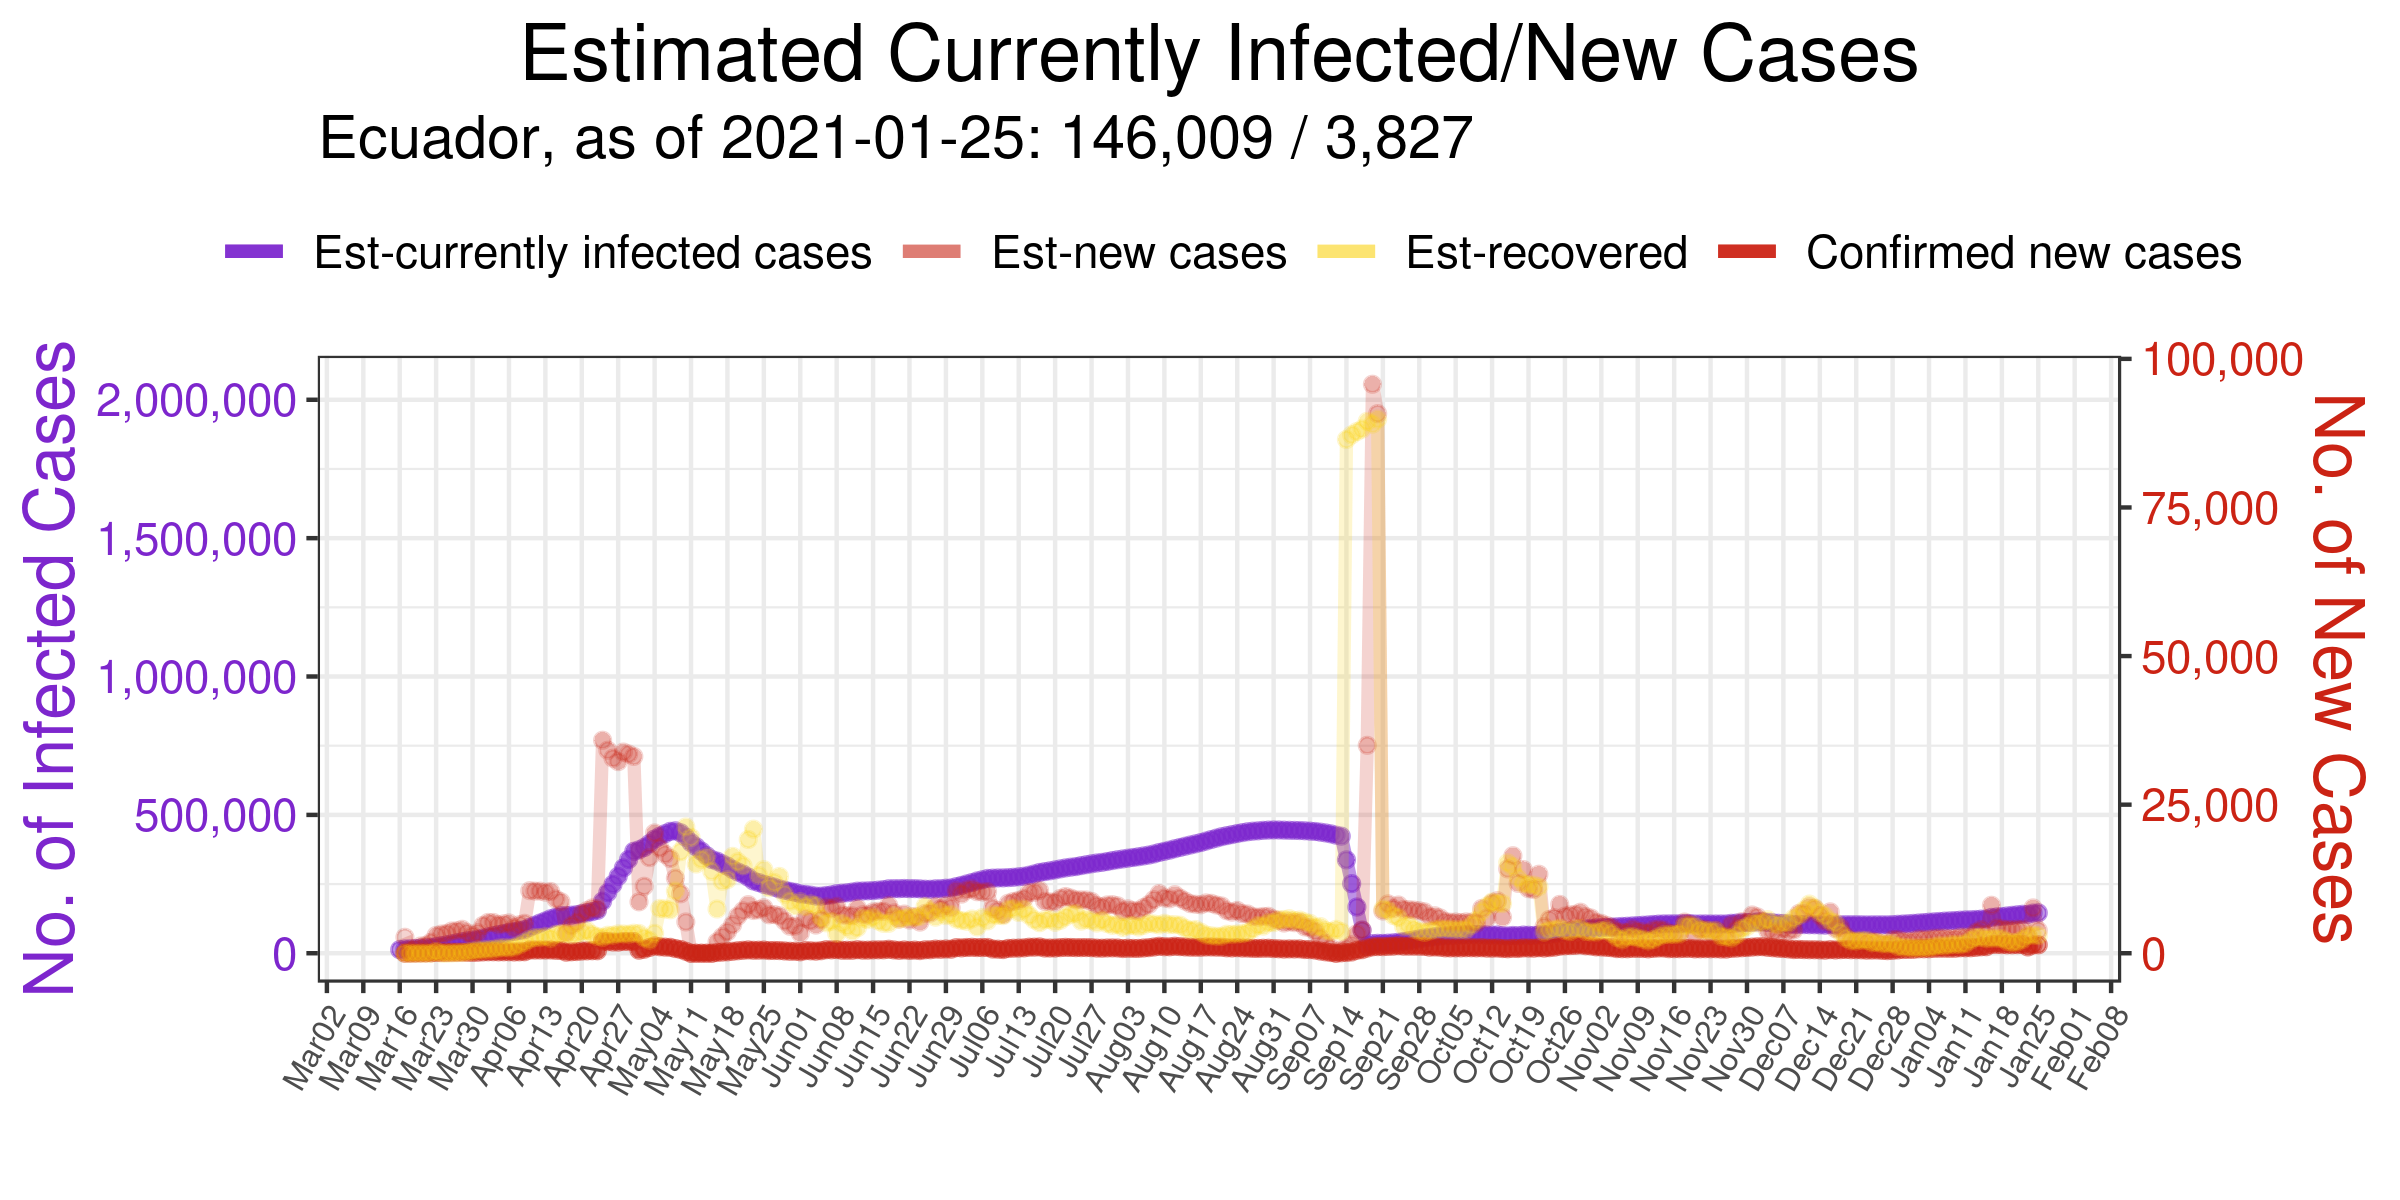 Estimated Currently Infected/New Cases
Ecuador, as of 2021-01-25: 146,009 / 3,827
Est-currently infected cases
Est-new cases
Est-recovered
Confirmed new cases
No. of Infected Cases
2,000,000
1,500,000
1,000,000
500,000
0
100,000
75,000
50,000
25,000
0
No. of New Cases
Mar02
Mar09
Mar16
Mar23
Mar30
Apr06
Apr13
Apr20
Apr27
May04
May11
May18
May25
Jun01
Jun08
Jun15
Jun22
Jun29
Jul06
Jul13
Jul20
Jul27
Aug03
Aug10
Aug17
Aug24
Aug31
Sep07
Sep14
Sep21
Sep28
Oct05
Oct12
Oct19
Oct26
Nov02
Nov09
Nov16
Nov23
Nov30
Dec07
Dec14
Dec21
Dec28
Dec04
Jan11
Jan18
Jan25
Feb01
Feb08